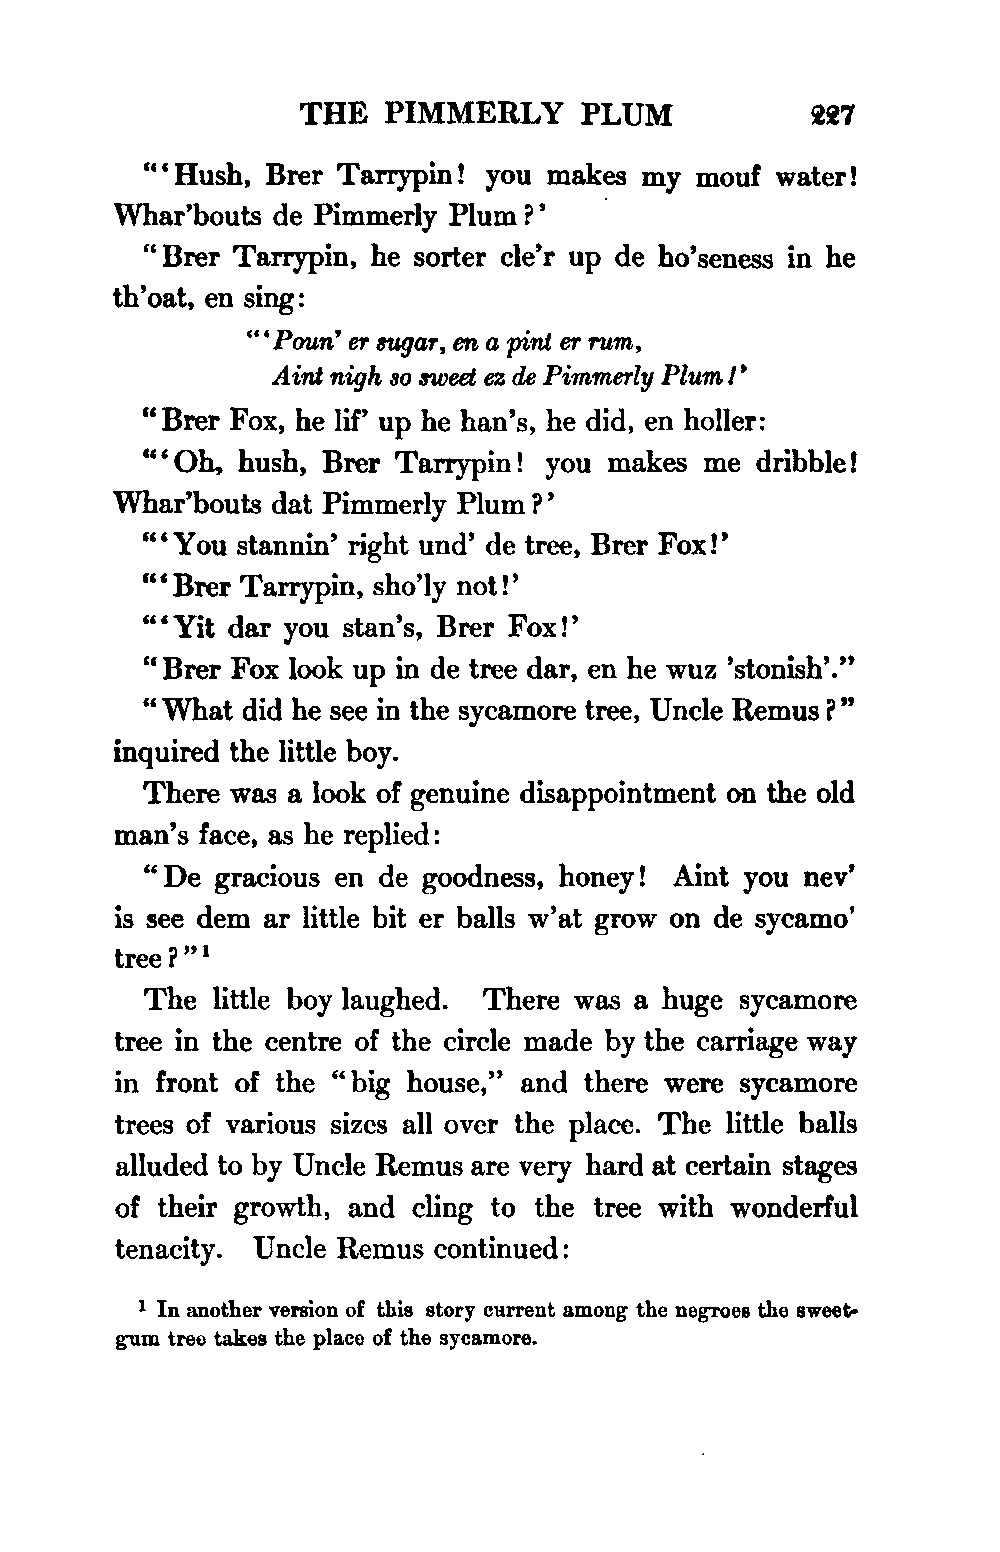 THE PIMMERLY PLUM 227
"'Hush, Brer Tarrypin! you makes my mouf water!
Whar'bouts de Pimmerly Plum?'
"Brer Tarrypin, he sorter cle'r up de ho'seness in he
th'oat, en sing:
"'Poun' er sugar, en a pint er rum,
Aint nigh so sweet ez de Pimmerly Plum!'
"Brer Fox, he lif' up he han's, he did, en holler:
"'Oh, hush, Brer Tarrypin! you makes me dribble!
Whar'bouts dat Pimmerly Plum?'
"'You stannin' right und' de tree, Brer Fox!'
"'Brer Tarrypin, sho'ly not!'
"'Yit dar you stan's, Brer Fox!'
"Brer Fox look up in de tree dar, en he wuz 'stonish'."
"What did he see in the sycamore tree, Uncle Remus?"
inquired the little boy.
There was a look of genuine disappointment on the old
man's face, as he replied:
"De gracious en de goodness, honey! Aint you nev'
is see dem ar little bit er balls w'at grow on de sycamo'
tree?"¹
The little boy laughed. There was a huge sycamore
tree in the centre of the circle made by the carriage way
in front of the "big house," and there were sycamore
trees of various sizes all over the place. The little balls
alluded to by Uncle Remus are very hard at certain stages
of their growth, and cling to the tree with wonderful
tenacity. Uncle Remus continued:
¹ In another version of this story current among the negroes the sweet-
gum tree takes the place of the sycamore.